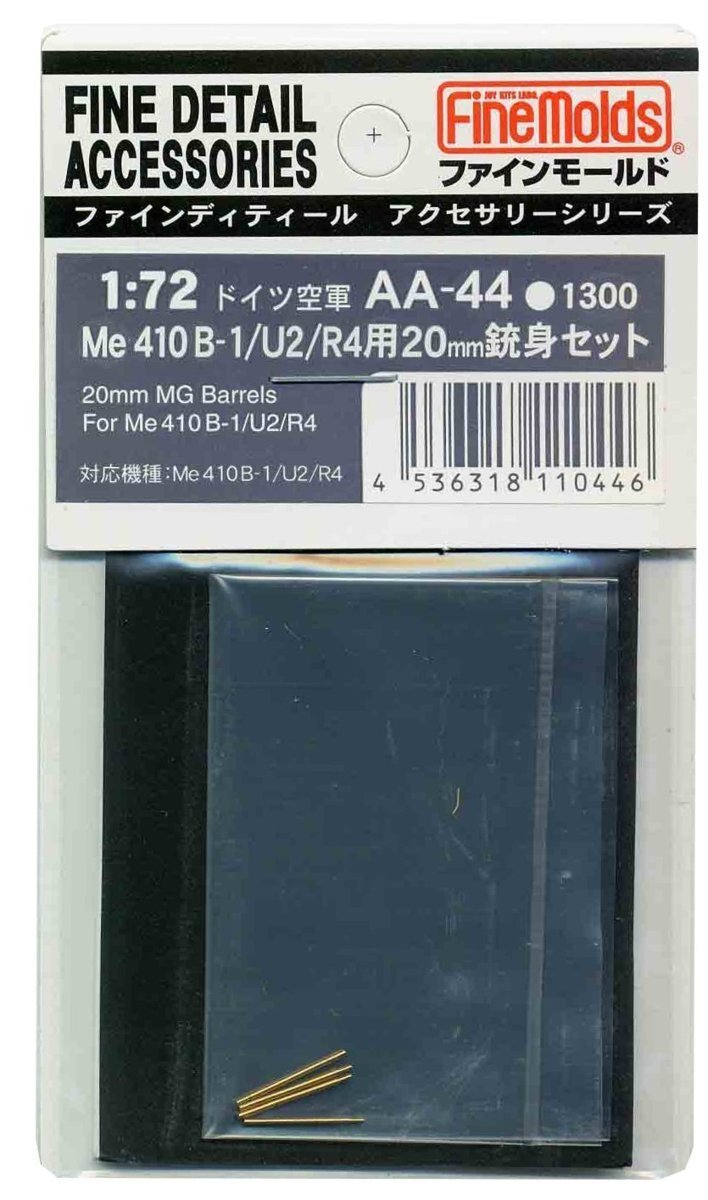 FINE DETAIL
ACCESSORIES
JOY KITS LABO.
FineMolds®
ファインモールド
ファインディティール アクセサリーシリーズ
1:72 ドイツ空軍 AA-44 ●1300
Me 410 B-1/U2/R4用20mm銃身セット
20mm MG Barrels
For Me 410 B-1/U2/R4
対応機種:Me 410 B-1/U2/R4
4 536318 110446